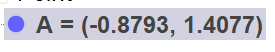 A = (-0.8793, 1.4077)